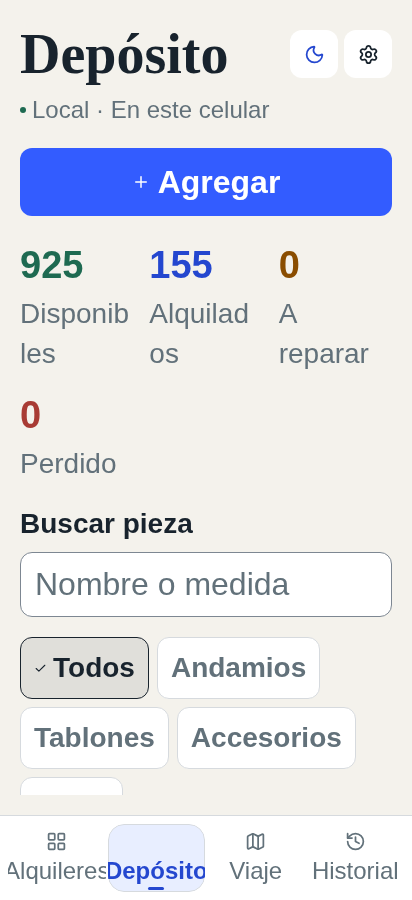 Depósito
Local · En este celular
+ Agregar
925 155 0
Disponib Alquilad A
les os reparar
0
Perdido
Buscar pieza
Nombre o medida
Todos Andamios
Tablones Accesorios
Alquileres Depósito Viaje Historial